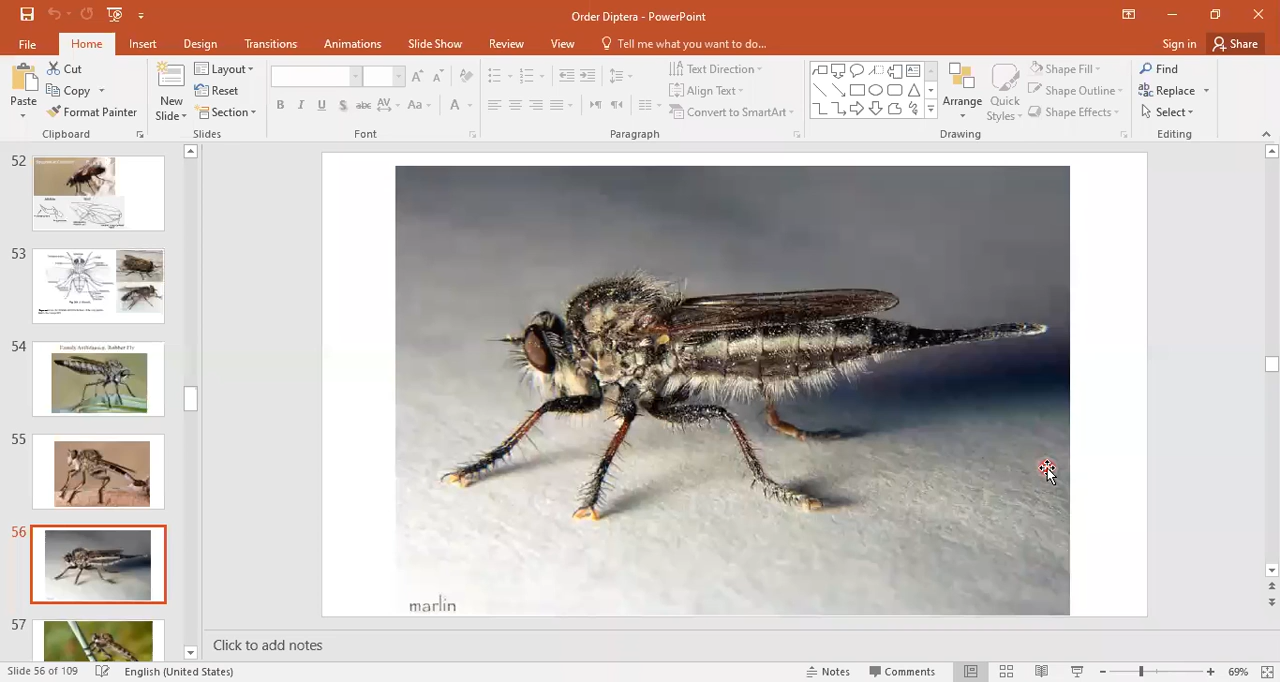 Order Diptera - PowerPoint
File Home Insert Design Transitions Animations Slide Show Review View Tell me what you want to do... Sign in Share
Paste Cut Copy Format Painter
New Slide Layout Reset Section
Text Direction Align Text Convert to SmartArt
Arrange Quick Styles Shape Fill Shape Outline Shape Effects
Find Replace Select
Clipboard Slides Font Paragraph Drawing Editing
52
53
54
Family Asilidae
55
56
57
marlin
Click to add notes
Slide 56 of 109 English (United States) Notes Comments 69%